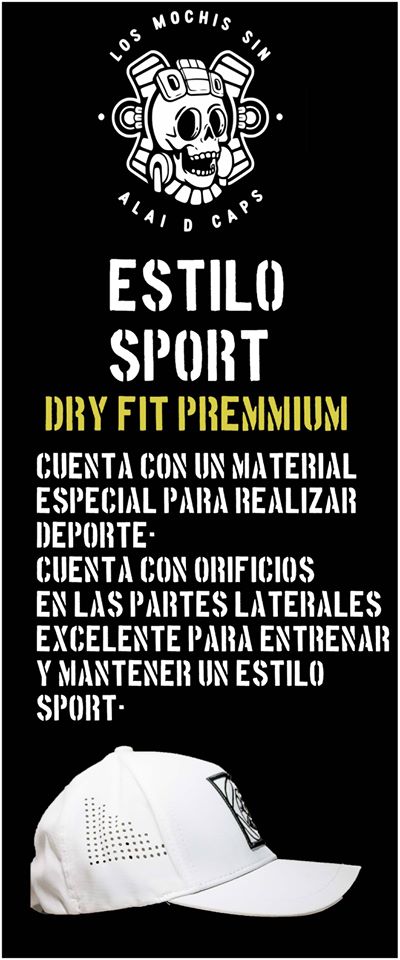 LOS MOCHIS SIN
ALAI D CAPS
ESTILO
SPORT
DRY FIT PREMMIUM
CUENTA CON UN MATERIAL
ESPECIAL PARA REALIZAR
DEPORTE.
CUENTA CON ORIFICIOS
EN LAS PARTES LATERALES
EXCELENTE PARA ENTRENAR
Y MANTENER UN ESTILO
SPORT.